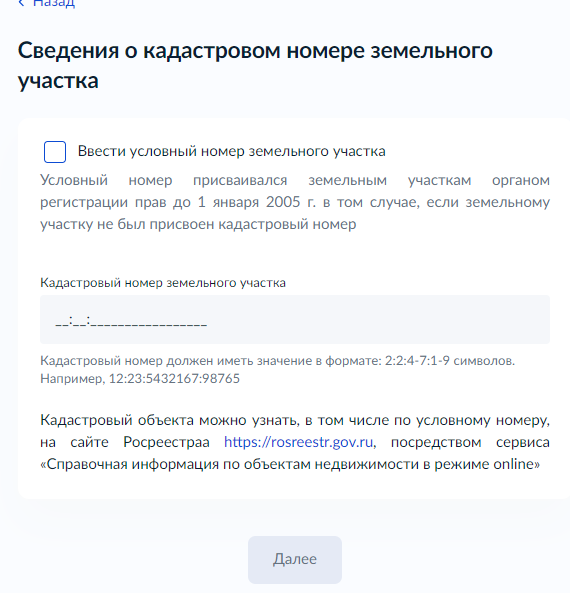 Назад
Сведения о кадастровом номере земельного
участка
Ввести условный номер земельного участка
Условный номер присваивался земельным участкам органом
регистрации прав до 1 января 2005 г. в том случае, если земельному
участку не был присвоен кадастровый номер
Кадастровый номер земельного участка
__:__:_________________
Кадастровый номер должен иметь значение в формате: 2:2:4-7:1-9 символов.
Например, 12:23:5432167:98765
Кадастровый объекта можно узнать, в том числе по условному номеру,
на сайте Росреестраа https://rosreestr.gov.ru, посредством сервиса
«Справочная информация по объектам недвижимости в режиме online»
Далее